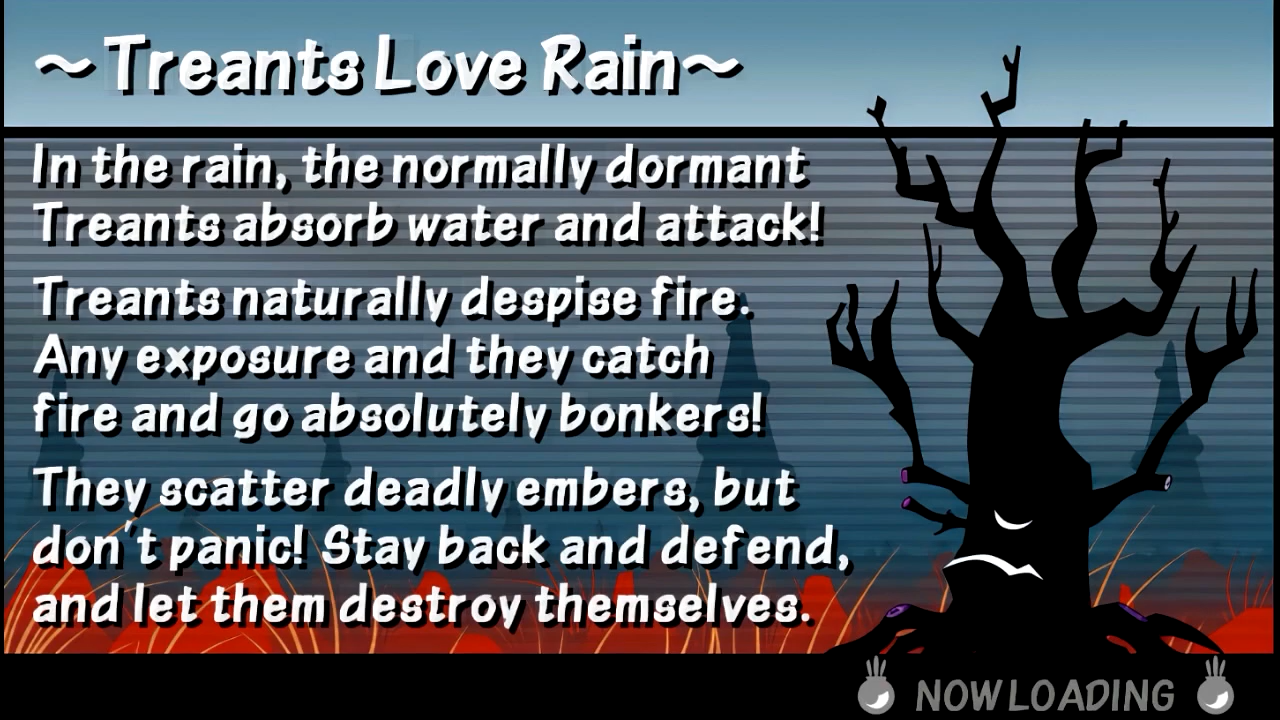 ～Treants Love Rain～
In the rain, the normally dormant
Treants absorb water and attack!
Treants naturally despise fire.
Any exposure and they catch
fire and go absolutely bonkers!
They scatter deadly embers, but
don't panic! Stay back and defend,
and let them destroy themselves.
NOW LOADING